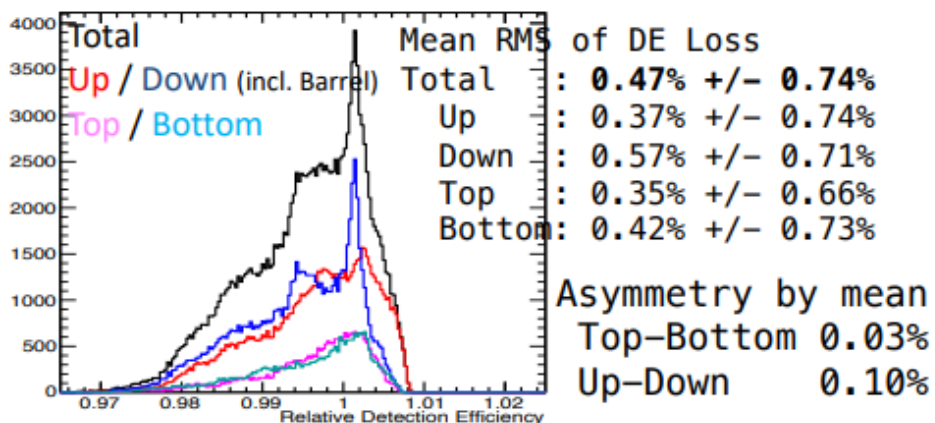 Total
Up / Down (incl. Barrel)
Top / Bottom
4000
3500
3000
2500
2000
1500
1000
500
0
0.97 0.98 0.99 1 1.01 1.02
Relative Detection Efficiency
Mean RMS of DE Loss
Total : 0.47% +/- 0.74%
Up : 0.37% +/- 0.74%
Down : 0.57% +/- 0.71%
Top : 0.35% +/- 0.66%
Bottom: 0.42% +/- 0.73%
Asymmetry by mean
Top-Bottom 0.03%
Up-Down 0.10%